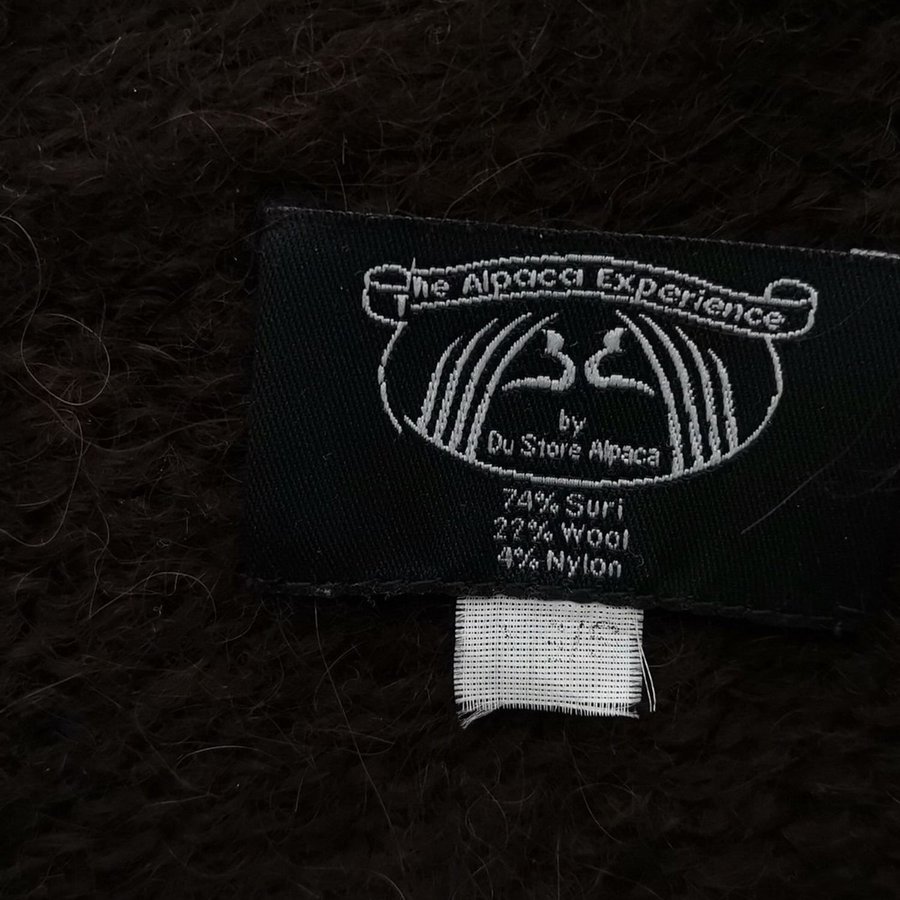 The Alpaca Experience
by
Du Store Alpaca
74% Suri
22% Wool
4% Nylon